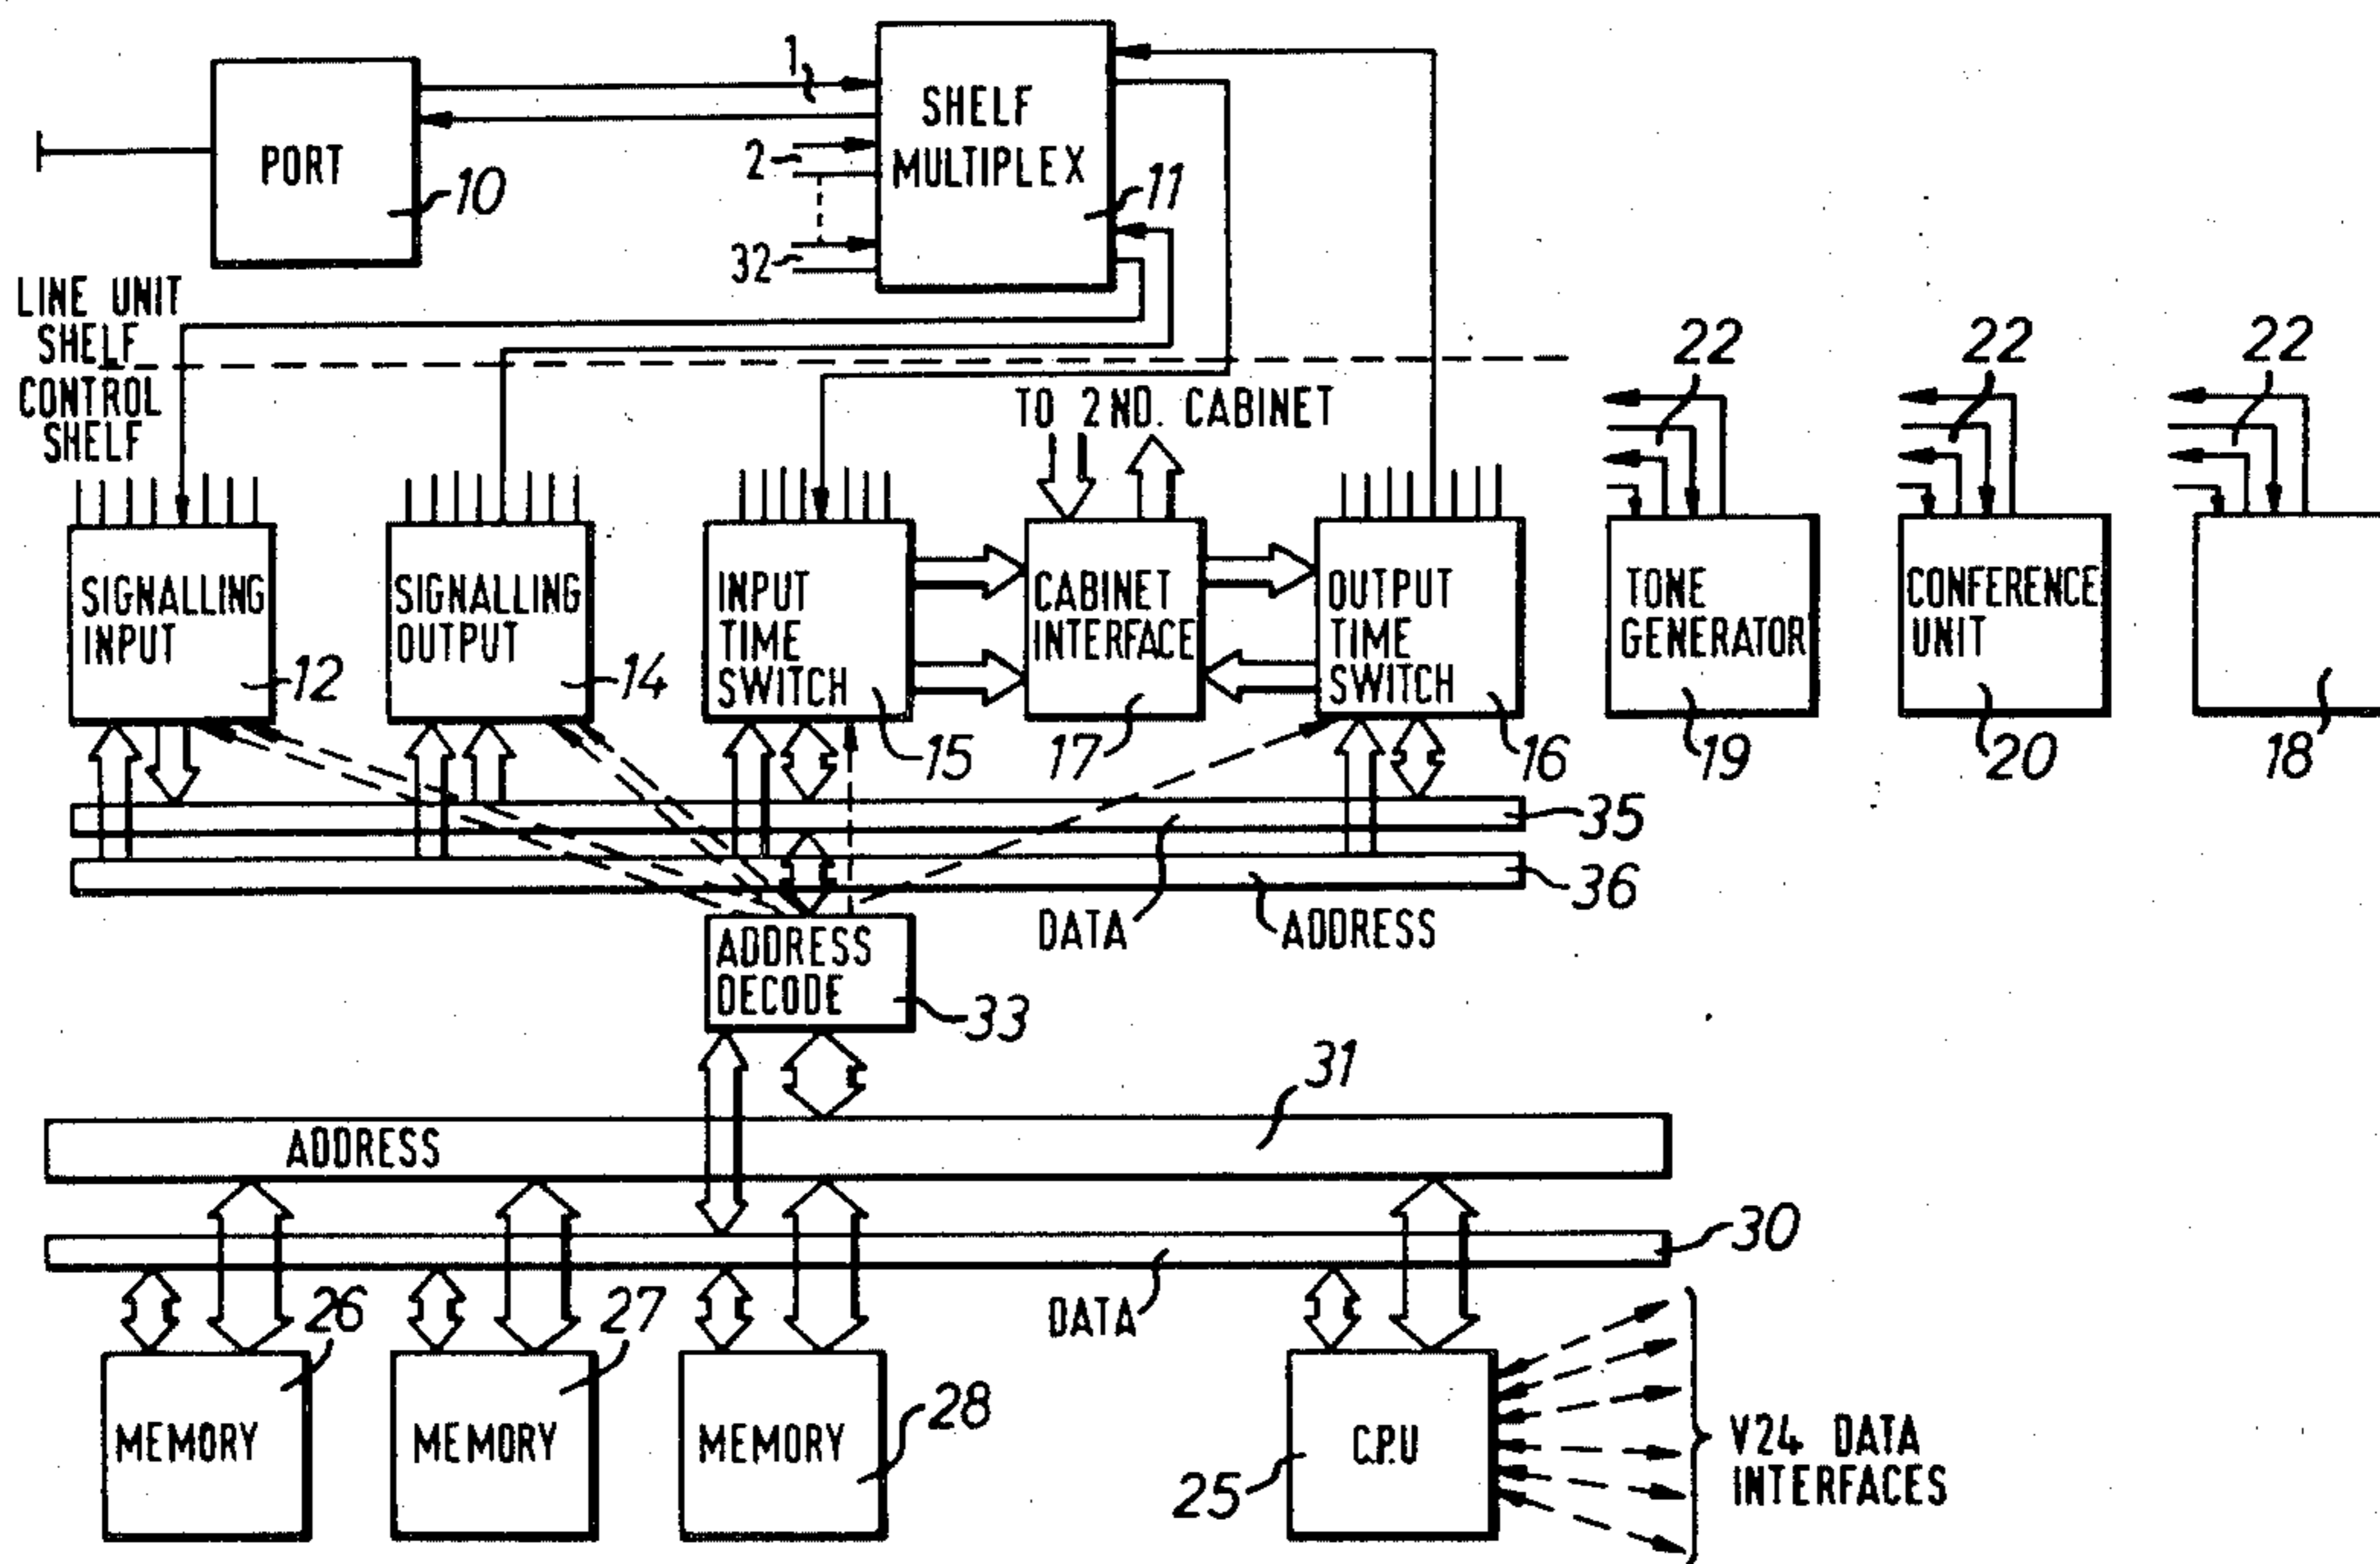 1
SHELF
MULTIPLEX
11
PORT
10
2
32
LINE UNIT
SHELF
CONTROL
SHELF
TO 2ND. CABINET
22
22
22
SIGNALLING
INPUT
12
SIGNALLING
OUTPUT
14
INPUT
TIME
SWITCH
15
CABINET
INTERFACE
17
OUTPUT
TIME
SWITCH
16
TONE
GENERATOR
19
CONFERENCE
UNIT
20
18
35
36
DATA
ADDRESS
ADDRESS
DECODE
33
31
ADDRESS
30
DATA
26
27
28
MEMORY
MEMORY
MEMORY
C.P.U
25
V24 DATA
INTERFACES